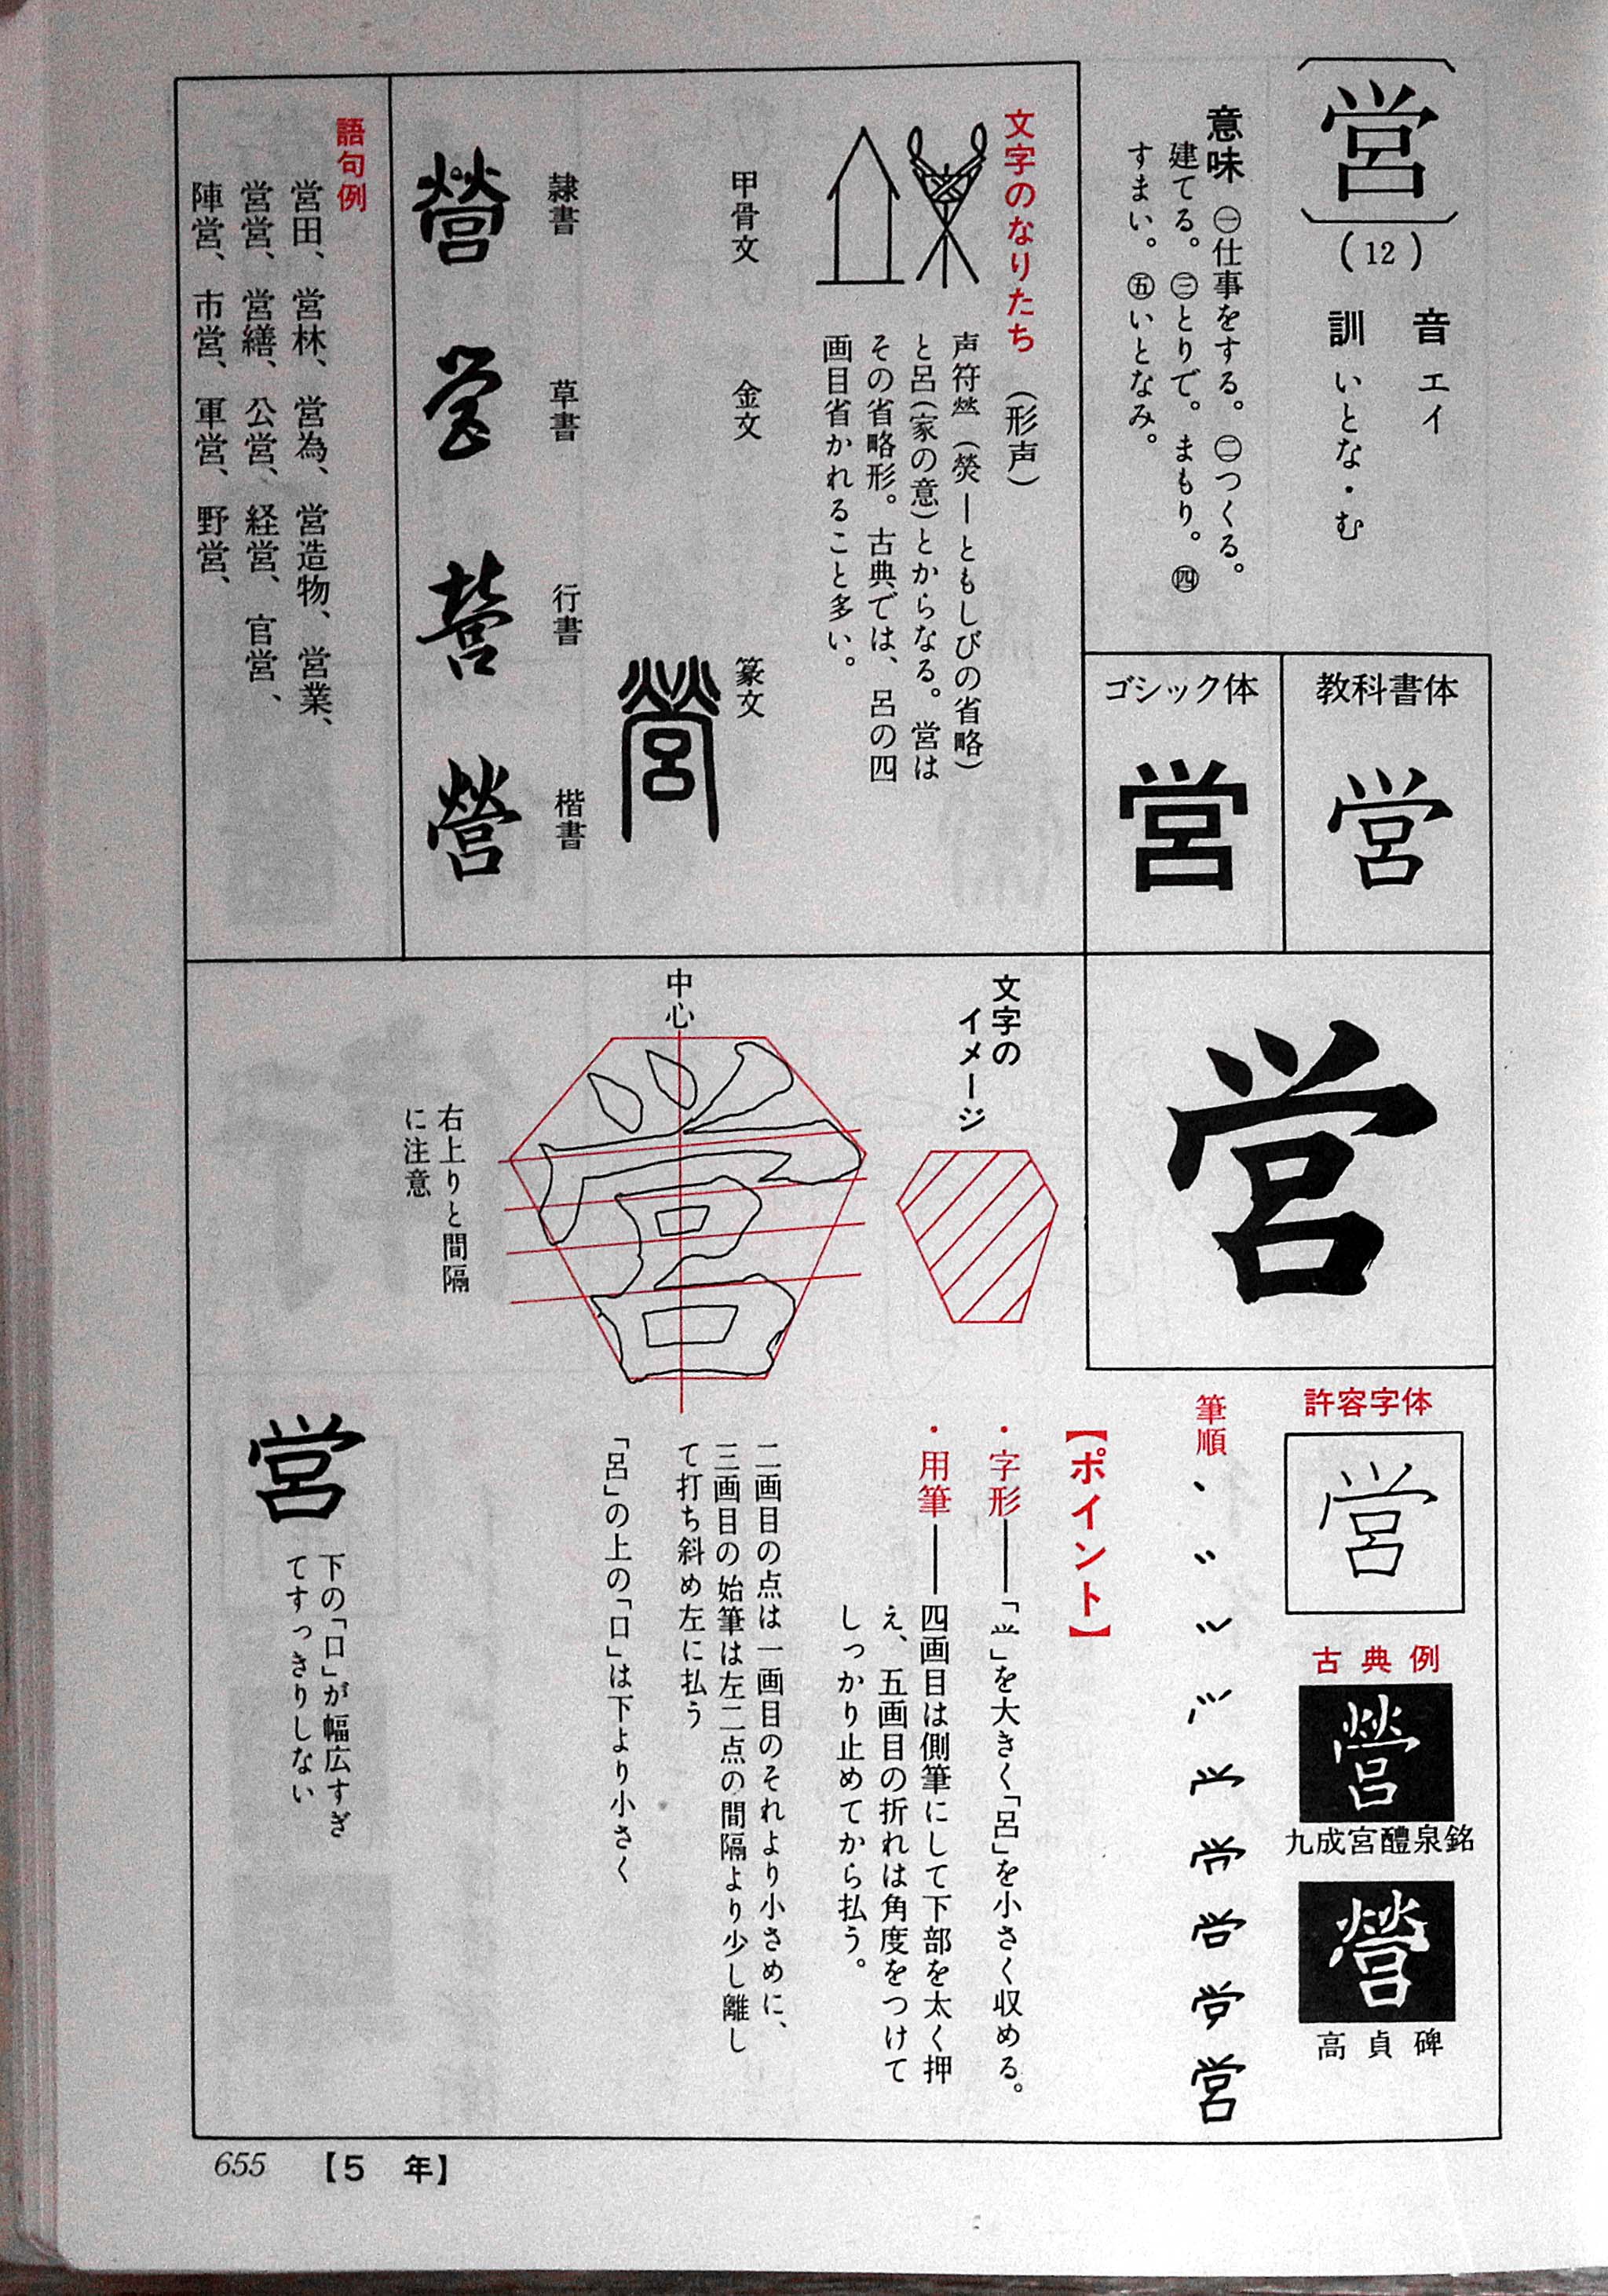 営
(12)
音 エイ
訓 いとな・む
意味 ㊀仕事をする。㊁つくる。
建てる。㊂とりで。まもり。㊃
すまい。㊄いとなみ。
教科書体
営
ゴシック体
営
文字のなりたち (形声)
声符𤇾(熒—ともしびの省略)
と呂(家の意)とからなる。営は
その省略形。古典では、呂の四
画目省かれること多い。
甲骨文
金文
篆文
營
隷書
營
草書
営
行書
營
楷書
營
語句例
営田、営林、営為、営造物、営業、
営営、営繕、公営、経営、官営、
陣営、市営、軍営、野営、
営
文字の
イメージ
中心
右上りと間隔
に注意
許容字体
営
古典例
營
九成宮醴泉銘
營
高貞碑
筆順
営
【ポイント】
・字形——「𭕄」を大きく「呂」を小さく収める。
・用筆——四画目は側筆にして下部を太く押
え、五画目の折れは角度をつけて
しっかり止めてから払う。
二画目の点は一画目のそれより小さめに、
三画目の始筆は左二点の間隔より少し離し
て打ち斜め左に払う
「呂」の上の「口」は下より小さく
営
下の「口」が幅広すぎ
てすっきりしない
655 【5 年】